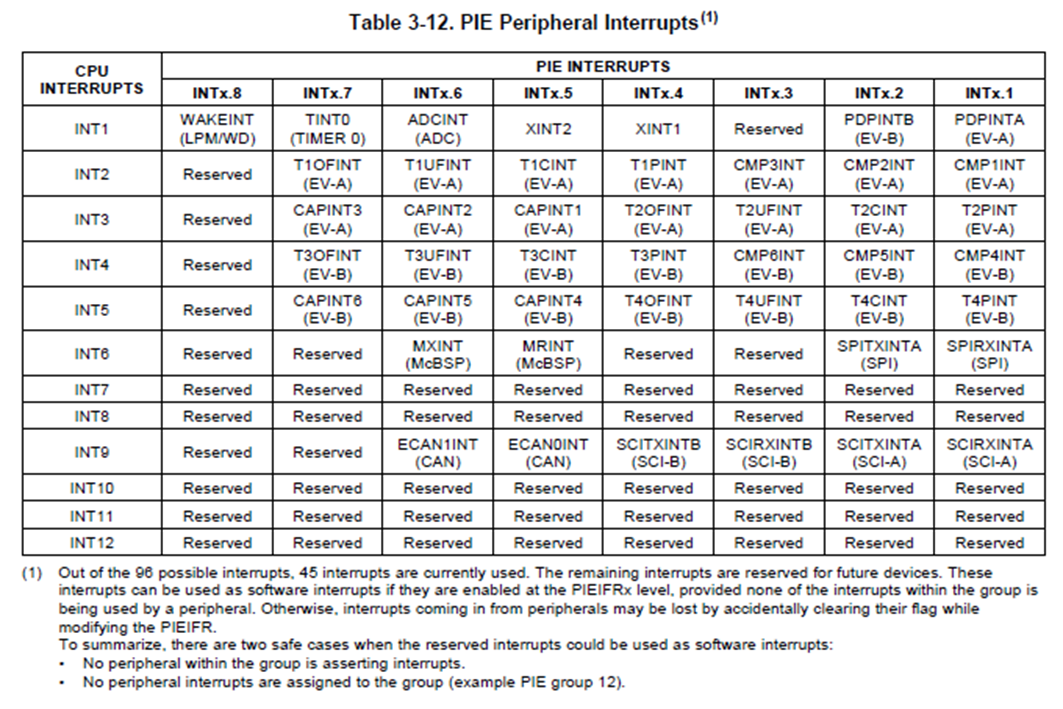 Table 3-12. PIE Peripheral Interrupts(1)
CPU INTERRUPTS PIE INTERRUPTS
INTx.8 INTx.7 INTx.6 INTx.5 INTx.4 INTx.3 INTx.2 INTx.1
INT1 WAKEINT (LPM/WD) TINT0 (TIMER 0) ADCINT (ADC) XINT2 XINT1 Reserved PDPINTB (EV-B) PDPINTA (EV-A)
INT2 Reserved T1OFINT (EV-A) T1UFINT (EV-A) T1CINT (EV-A) T1PINT (EV-A) CMP3INT (EV-A) CMP2INT (EV-A) CMP1INT (EV-A)
INT3 Reserved CAPINT3 (EV-A) CAPINT2 (EV-A) CAPINT1 (EV-A) T2OFINT (EV-A) T2UFINT (EV-A) T2CINT (EV-A) T2PINT (EV-A)
INT4 Reserved T3OFINT (EV-B) T3UFINT (EV-B) T3CINT (EV-B) T3PINT (EV-B) CMP6INT (EV-B) CMP5INT (EV-B) CMP4INT (EV-B)
INT5 Reserved CAPINT6 (EV-B) CAPINT5 (EV-B) CAPINT4 (EV-B) T4OFINT (EV-B) T4UFINT (EV-B) T4CINT (EV-B) T4PINT (EV-B)
INT6 Reserved Reserved MXINT (McBSP) MRINT (McBSP) Reserved Reserved SPITXINTA (SPI) SPIRXINTA (SPI)
INT7 Reserved Reserved Reserved Reserved Reserved Reserved Reserved Reserved
INT8 Reserved Reserved Reserved Reserved Reserved Reserved Reserved Reserved
INT9 Reserved Reserved ECAN1INT (CAN) ECAN0INT (CAN) SCITXINTB (SCI-B) SCIRXINTB (SCI-B) SCITXINTA (SCI-A) SCIRXINTA (SCI-A)
INT10 Reserved Reserved Reserved Reserved Reserved Reserved Reserved Reserved
INT11 Reserved Reserved Reserved Reserved Reserved Reserved Reserved Reserved
INT12 Reserved Reserved Reserved Reserved Reserved Reserved Reserved Reserved
(1) Out of the 96 possible interrupts, 45 interrupts are currently used. The remaining interrupts are reserved for future devices. These
interrupts can be used as software interrupts if they are enabled at the PIEIFRx level, provided none of the interrupts within the group is
being used by a peripheral. Otherwise, interrupts coming in from peripherals may be lost by accidentally clearing their flag while
modifying the PIEIFR.
To summarize, there are two safe cases when the reserved interrupts could be used as software interrupts:
• No peripheral within the group is asserting interrupts.
• No peripheral interrupts are assigned to the group (example PIE group 12).